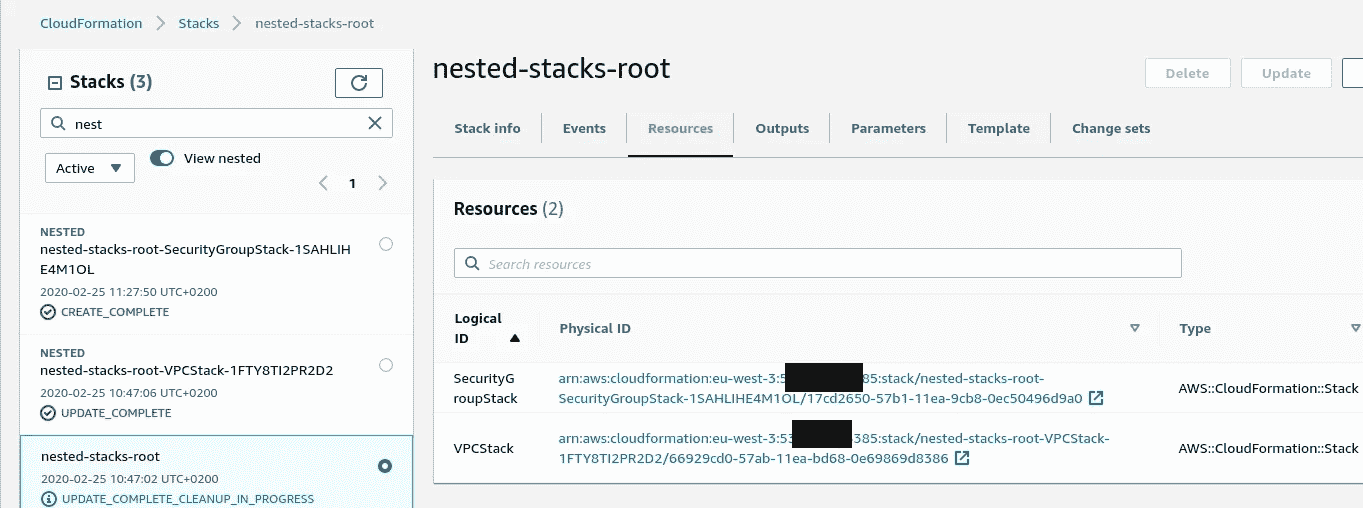 CloudFormation > Stacks > nested-stacks-root
Stacks (3)
nest
Active
View nested
1
NESTED
nested-stacks-root-SecurityGroupStack-1SAHLIH
E4M1OL
2020-02-25 11:27:50 UTC+0200
CREATE_COMPLETE
NESTED
nested-stacks-root-VPCStack-1FTY8TI2PR2D2
2020-02-25 10:47:06 UTC+0200
UPDATE_COMPLETE
nested-stacks-root
2020-02-25 10:47:02 UTC+0200
UPDATE_COMPLETE_CLEANUP_IN_PROGRESS
nested-stacks-root
Delete
Update
Stack info
Events
Resources
Outputs
Parameters
Template
Change sets
Resources (2)
Search resources
Logical
ID
Physical ID
Type
SecurityG
roupStack
arn:aws:cloudformation:eu-west-3:5 85:stack/nested-stacks-root-
SecurityGroupStack-1SAHLIHE4M1OL/17cd2650-57b1-11ea-9cb8-0ec50496d9a0
AWS::CloudFormation::Stack
VPCStack
arn:aws:cloudformation:eu-west-3:53 385:stack/nested-stacks-root-VPCStack-
1FTY8TI2PR2D2/66929cd0-57ab-11ea-bd68-0e69869d8386
AWS::CloudFormation::Stack